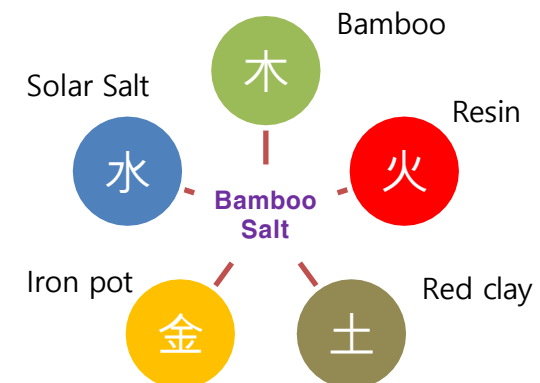 Bamboo
木
Solar Salt
水
Resin
火
Bamboo
Salt
Iron pot
金
Red clay
土